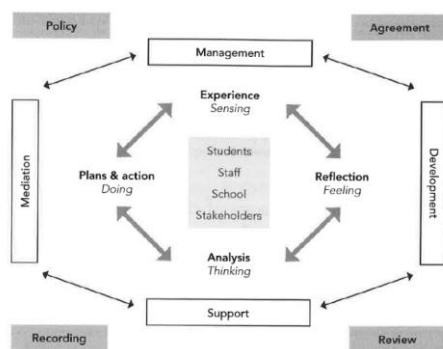 Policy
Agreement
Management
Experience
Sensing
Mediation
Plans & action
Doing
Students
Staff
School
Stakeholders
Reflection
Feeling
Development
Analysis
Thinking
Support
Recording
Review